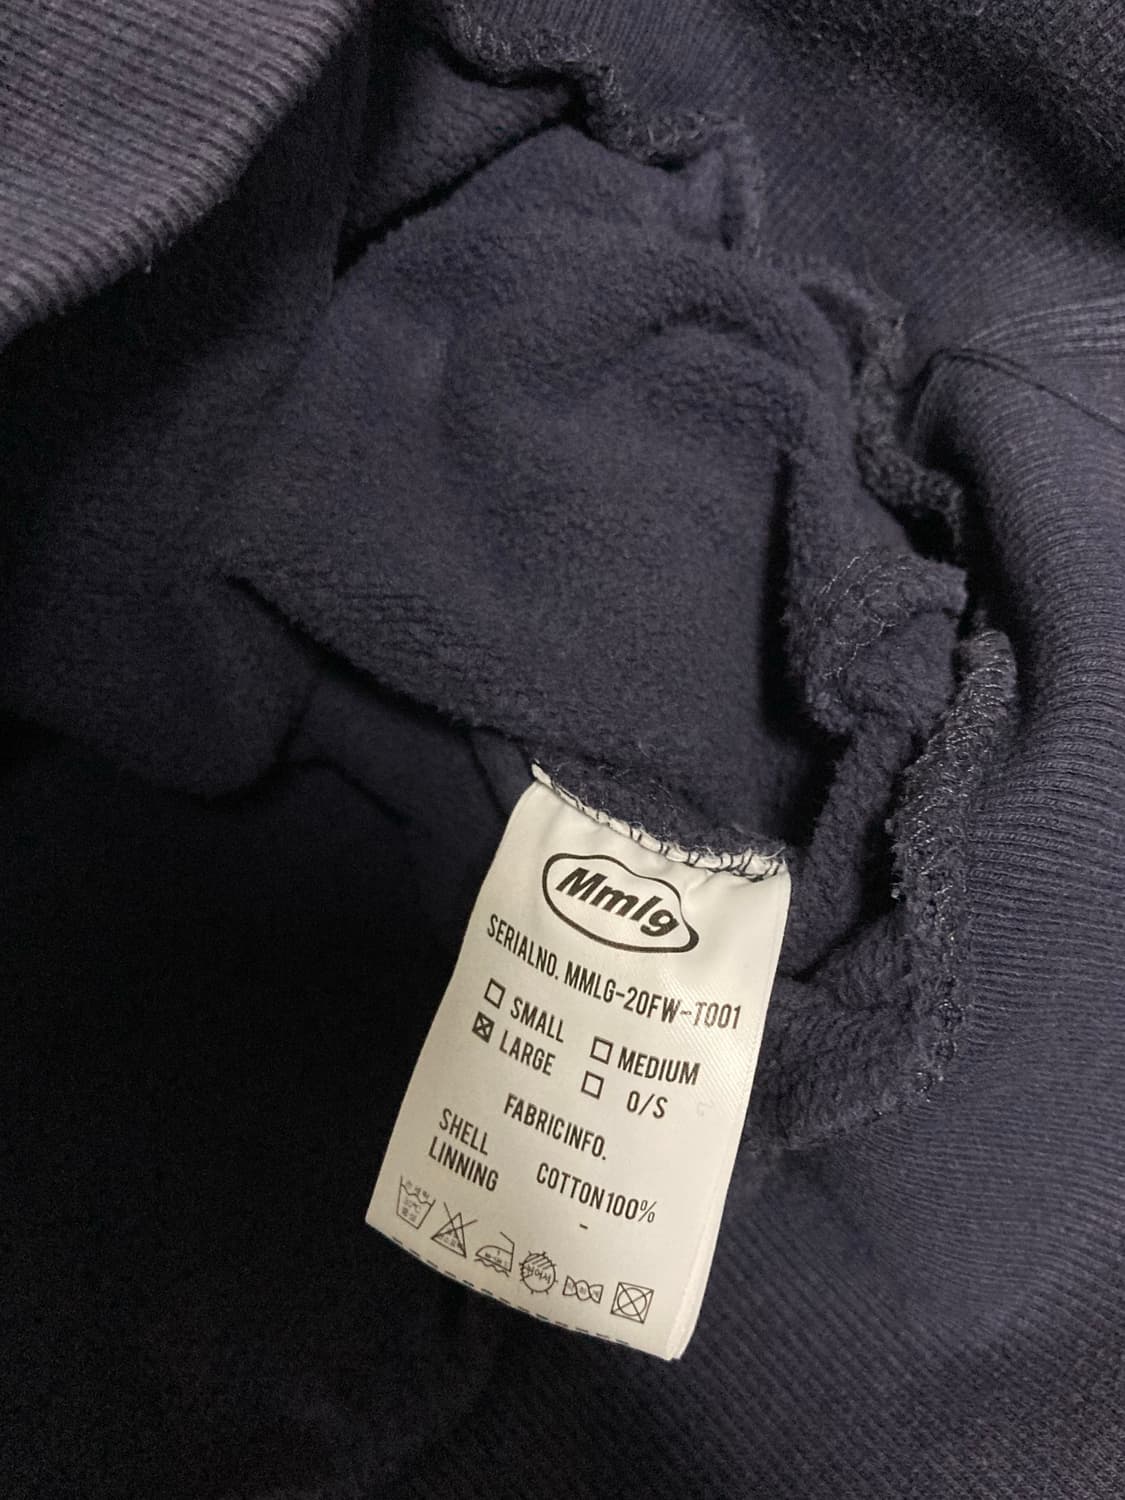 Mmlg
SERIALNO. MMLG-20FW-T001
SMALL MEDIUM
LARGE O/S
FABRICINFO.
SHELL COTTON100%
LINNING -